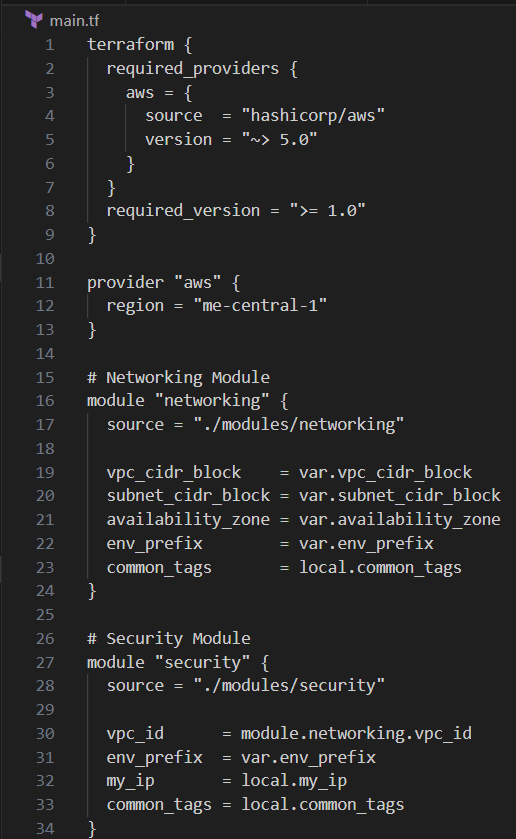 main.tf
1 terraform {
2   required_providers {
3     aws = {
4       source  = "hashicorp/aws"
5       version = "~> 5.0"
6     }
7   }
8   required_version = ">= 1.0"
9 }
10
11 provider "aws" {
12   region = "me-central-1"
13 }
14
15 # Networking Module
16 module "networking" {
17   source = "./modules/networking"
18
19   vpc_cidr_block    = var.vpc_cidr_block
20   subnet_cidr_block = var.subnet_cidr_block
21   availability_zone = var.availability_zone
22   env_prefix        = var.env_prefix
23   common_tags       = local.common_tags
24 }
25
26 # Security Module
27 module "security" {
28   source = "./modules/security"
29
30   vpc_id      = module.networking.vpc_id
31   env_prefix  = var.env_prefix
32   my_ip       = local.my_ip
33   common_tags = local.common_tags
34 }